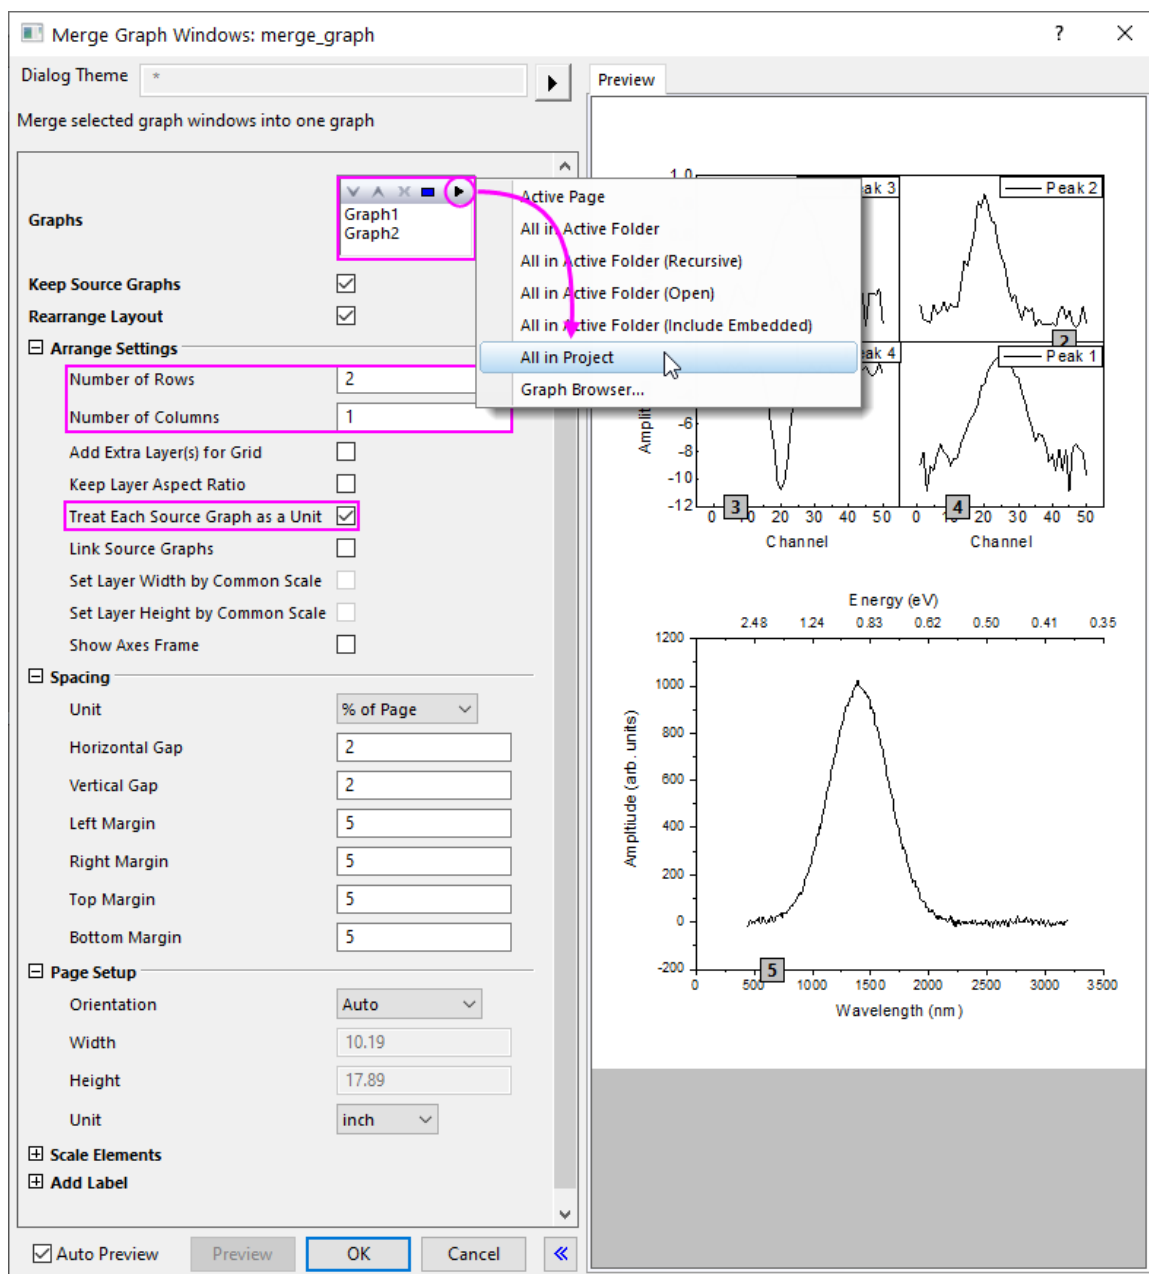 Merge Graph Windows: merge_graph
?
Dialog Theme
*
Merge selected graph windows into one graph
Graphs
Graph1
Graph2
Keep Source Graphs
Rearrange Layout
Arrange Settings
Number of Rows
2
Number of Columns
1
Add Extra Layer(s) for Grid
Keep Layer Aspect Ratio
Treat Each Source Graph as a Unit
Link Source Graphs
Set Layer Width by Common Scale
Set Layer Height by Common Scale
Show Axes Frame
Spacing
Unit
% of Page
Horizontal Gap
2
Vertical Gap
2
Left Margin
5
Right Margin
5
Top Margin
5
Bottom Margin
5
Page Setup
Orientation
Auto
Width
10.19
Height
17.89
Unit
inch
Scale Elements
Add Label
Auto Preview
Preview
OK
Cancel
Active Page
All in Active Folder
All in Active Folder (Recursive)
All in Active Folder (Open)
All in Active Folder (Include Embedded)
All in Project
Graph Browser...
Preview
1.0
Peak 2
2
Peak 1
-6
-8
-10
-12
3
4
0 20 30 40 50
0 20 30 40 50
Channel
Channel
Energy (eV)
2.48 1.24 0.83 0.62 0.50 0.41 0.35
1200
1000
800
600
400
200
0
-200
Ampltiude (arb. units)
5
0 500 1000 1500 2000 2500 3000 3500
Wavelength (nm)